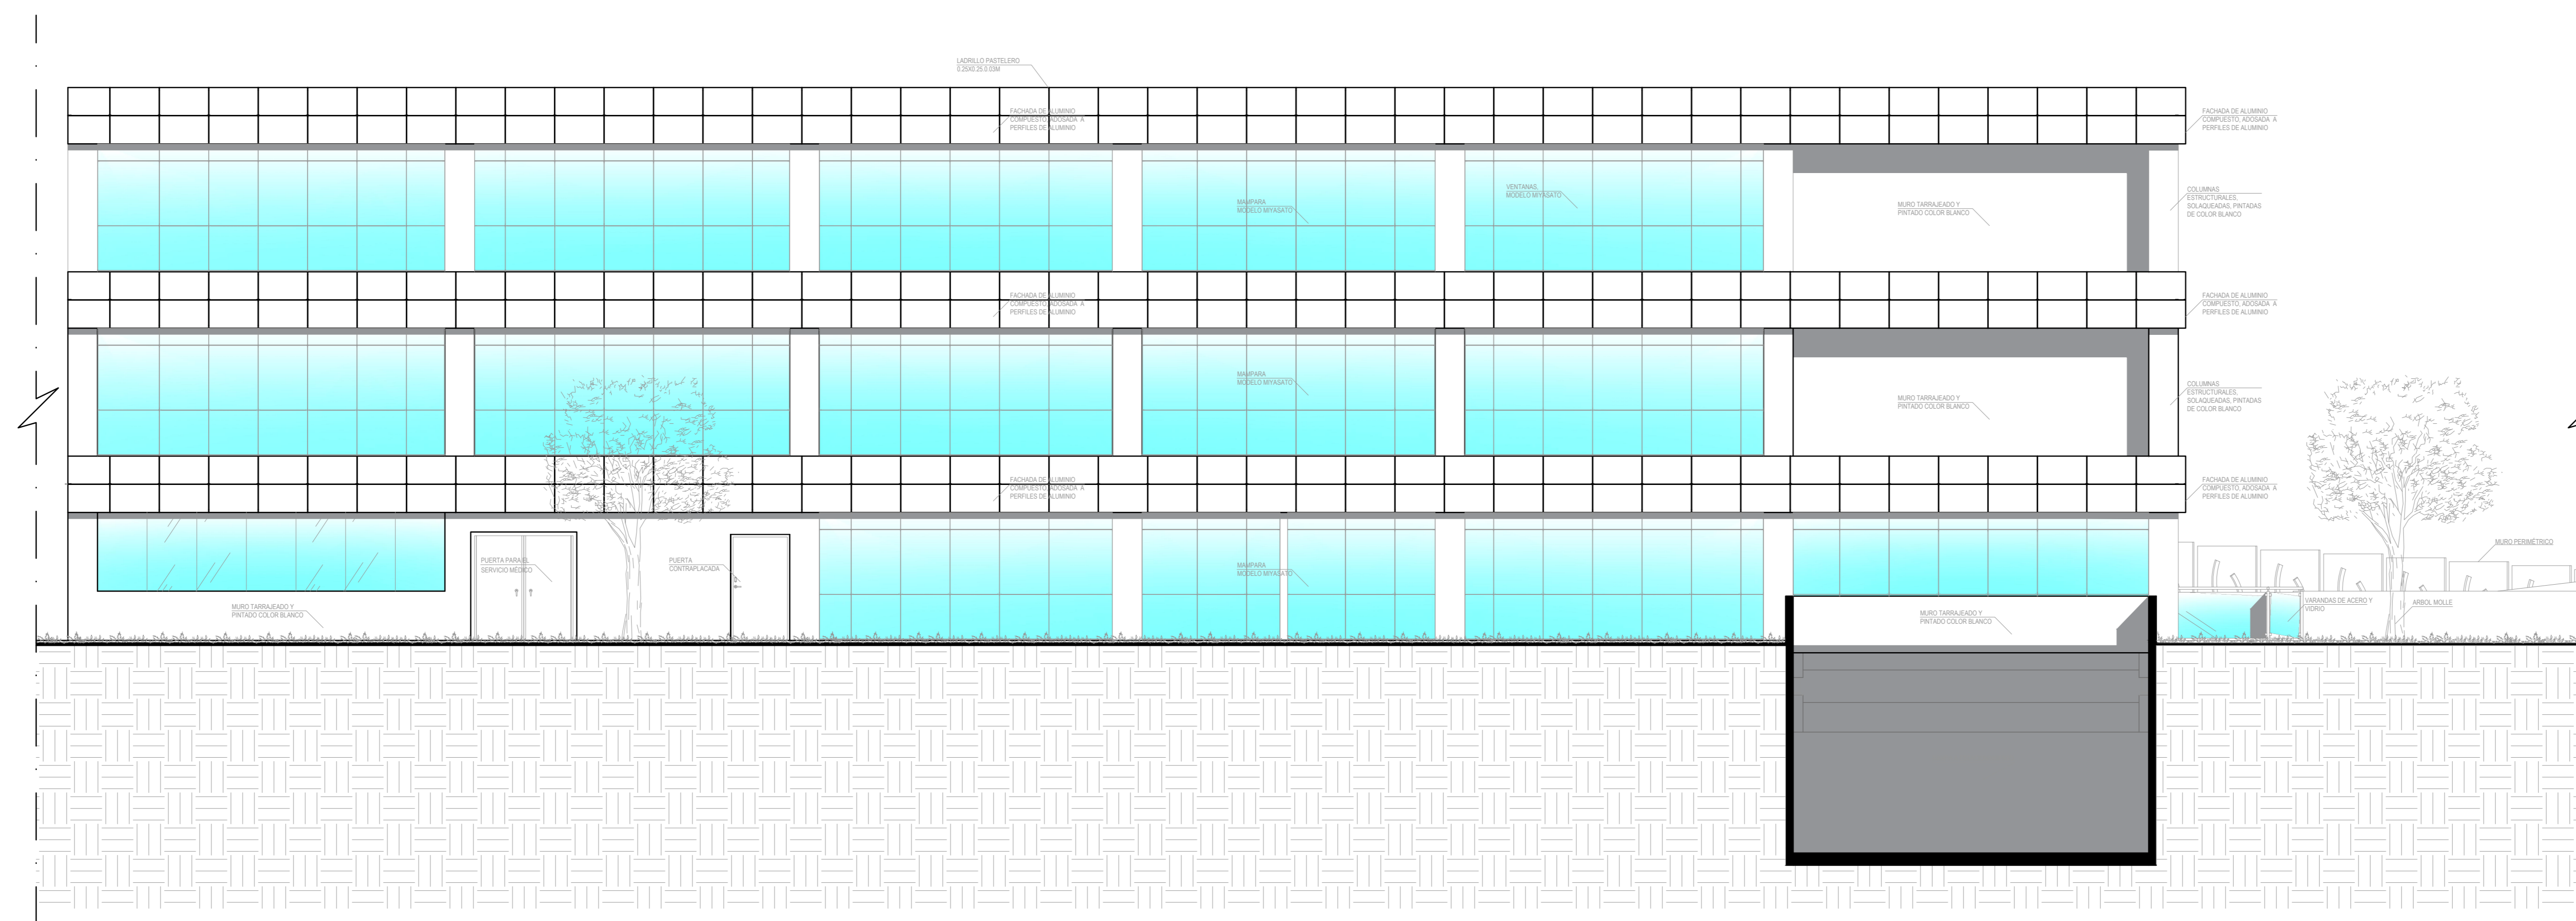 LADRILLO PASTELERO
0.25X0.25.0.03M
FACHADA DE ALUMINIO
COMPUESTO, ADOSADA A
PERFILES DE ALUMINIO
FACHADA DE ALUMINIO
COMPUESTO, ADOSADA A
PERFILES DE ALUMINIO
MAMPARA
MODELO MIYASATO
VENTANAS,
MODELO MIYASATO
MURO TARRAJEADO Y
PINTADO COLOR BLANCO
COLUMNAS
ESTRUCTURALES,
SOLAQUEADAS, PINTADAS
DE COLOR BLANCO
FACHADA DE ALUMINIO
COMPUESTO, ADOSADA A
PERFILES DE ALUMINIO
FACHADA DE ALUMINIO
COMPUESTO, ADOSADA A
PERFILES DE ALUMINIO
MAMPARA
MODELO MIYASATO
MURO TARRAJEADO Y
PINTADO COLOR BLANCO
COLUMNAS
ESTRUCTURALES,
SOLAQUEADAS, PINTADAS
DE COLOR BLANCO
FACHADA DE ALUMINIO
COMPUESTO, ADOSADA A
PERFILES DE ALUMINIO
FACHADA DE ALUMINIO
COMPUESTO, ADOSADA A
PERFILES DE ALUMINIO
PUERTA PARA EL
SERVICIO MÉDICO
PUERTA
CONTRAPLACADA
MAMPARA
MODELO MIYASATO
MURO PERIMÉTRICO
MURO TARRAJEADO Y
PINTADO COLOR BLANCO
MURO TARRAJEADO Y
PINTADO COLOR BLANCO
VARANDAS DE ACERO Y
VIDRIO
ARBOL MOLLE